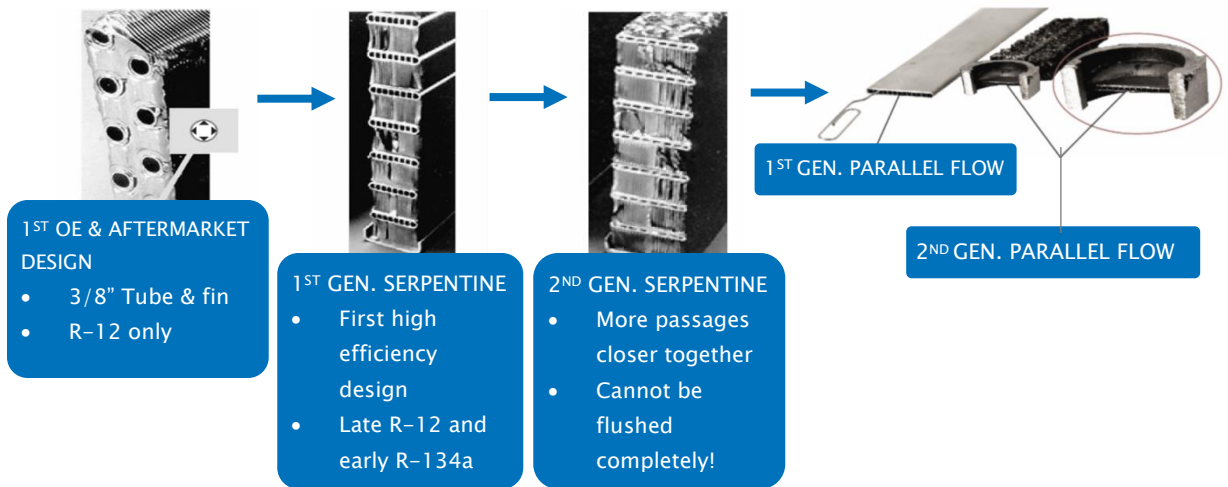 1ST OE & AFTERMARKET
DESIGN
• 3/8” Tube & fin
• R-12 only
1ST GEN. SERPENTINE
• First high
efficiency
design
• Late R-12 and
early R-134a
2ND GEN. SERPENTINE
• More passages
closer together
• Cannot be
flushed
completely!
1ST GEN. PARALLEL FLOW
2ND GEN. PARALLEL FLOW